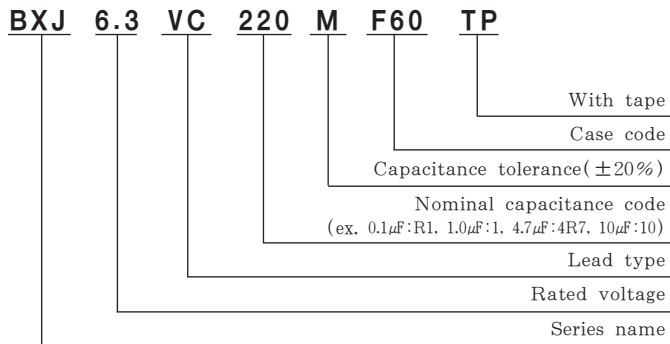 BXJ 6.3 VC 220 M F60 TP
With tape
Case code
Capacitance tolerance(±20%)
Nominal capacitance code
(ex. 0.1μF:R1, 1.0μF:1, 4.7μF:4R7, 10μF:10)
Lead type
Rated voltage
Series name